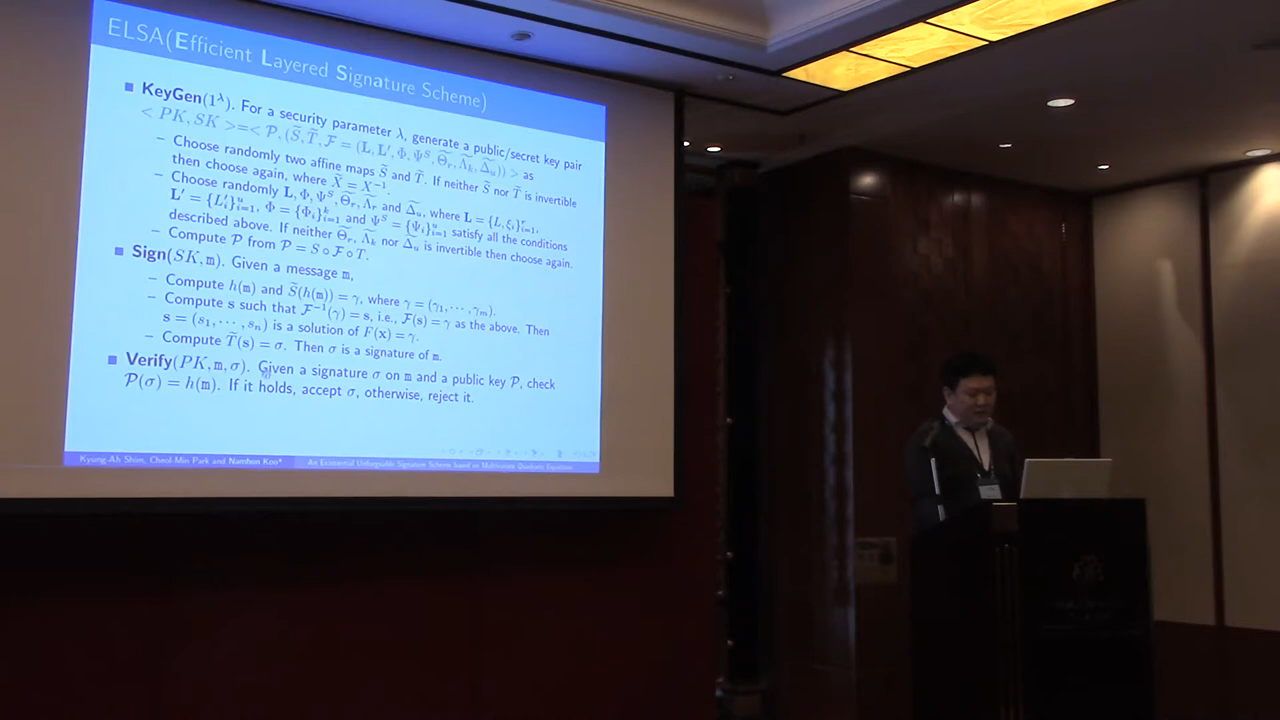 ELSA(Efficient Layered Signature Scheme)
■ KeyGen(1^λ). For a security parameter λ, generate a public/secret key pair
< PK, SK >=< P, (S̃, T̃, F = (L, L′, Φ, Ψ^S, Θ̃_r, Λ̃_k, Δ̃_u)) > as
– Choose randomly two affine maps S̃ and T̃. If neither S̃ nor T̃ is invertible
then choose again, where X̃ = X^−1.
– Choose randomly L, Φ, Ψ^S, Θ̃_r, Λ̃_r and Δ̃_u, where L = {L, ξ_i}^r_i=1,
L′ = {L′_i}^u_i=1, Φ = {Φ_i}^k_i=1 and Ψ^S = {Ψ_i}^u_i=1 satisfy all the conditions
described above. If neither Θ̃_r, Λ̃_k nor Δ̃_u is invertible then choose again.
– Compute P from P = S ∘ F ∘ T.
■ Sign(SK, m). Given a message m,
– Compute h(m) and S̃(h(m)) = γ, where γ = (γ_1, ⋯, γ_m).
– Compute s such that F^−1(γ) = s, i.e., F(s) = γ as the above. Then
s = (s_1, ⋯, s_n) is a solution of F(x) = γ.
– Compute T̃(s) = σ. Then σ is a signature of m.
■ Verify(PK, m, σ). Given a signature σ on m and a public key P, check
P(σ) = h(m). If it holds, accept σ, otherwise, reject it.
Kyung-Ah Shim, Cheol-Min Park and Namhun Koo* An Existential Unforgeable Signature Scheme based on Multivariate Quadratic Equations